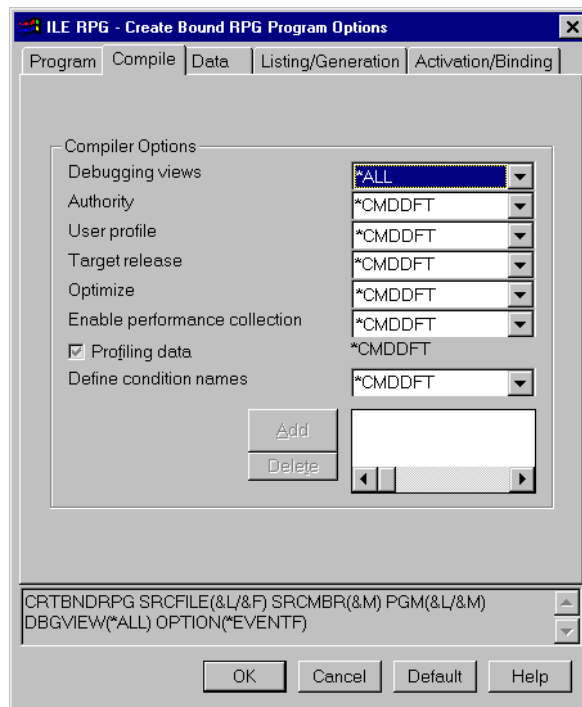 ILE RPG - Create Bound RPG Program Options
Program Compile Data Listing/Generation Activation/Binding
Compiler Options
Debugging views *ALL
Authority *CMDDFT
User profile *CMDDFT
Target release *CMDDFT
Optimize *CMDDFT
Enable performance collection *CMDDFT
Profiling data *CMDDFT
Define condition names *CMDDFT
Add
Delete
CRTBNDRPG SRCFILE(&L/&F) SRCMBR(&M) PGM(&L/&M)
DBGVIEW(*ALL) OPTION(*EVENTF)
OK Cancel Default Help